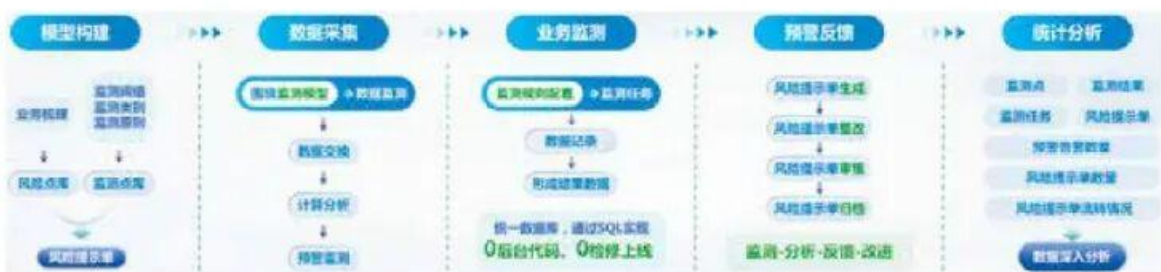 模型构建
数据采集
业务监测
预警反馈
统计分析
业务梳理
监测阈值
监测类别
监测原则
风险点库
监测点库
风险提示单
围绕监测模型
数据监测
数据交换
计算分析
预警监测
监测规则配置
监测任务
数据记录
形成结果数据
统一数据库，通过SQL实现
0后台代码、0检修上线
风险提示单生成
风险提示单整改
风险提示单审核
风险提示单归档
监测-分析-反馈-改进
监测点
监测结果
监测任务
风险提示单
预警告警数量
风险提示单数量
风险提示单流转情况
数据深入分析